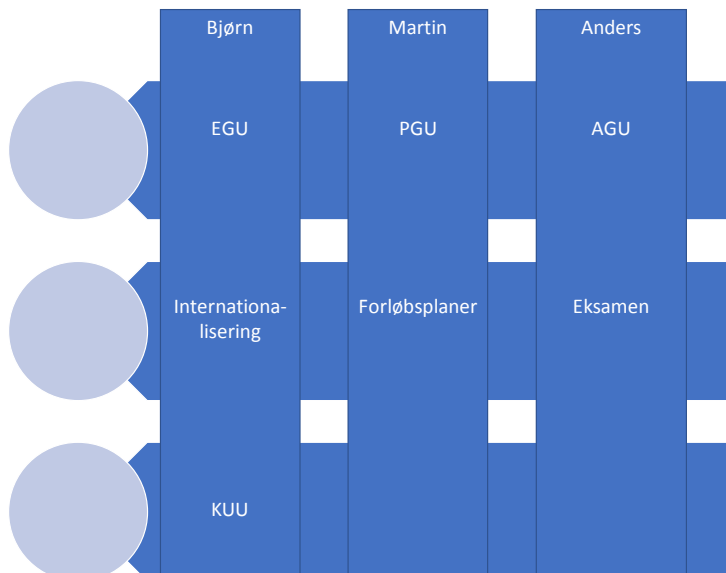 Bjørn
Martin
Anders
EGU
PGU
AGU
Internationa-
lisering
Forløbsplaner
Eksamen
KUU